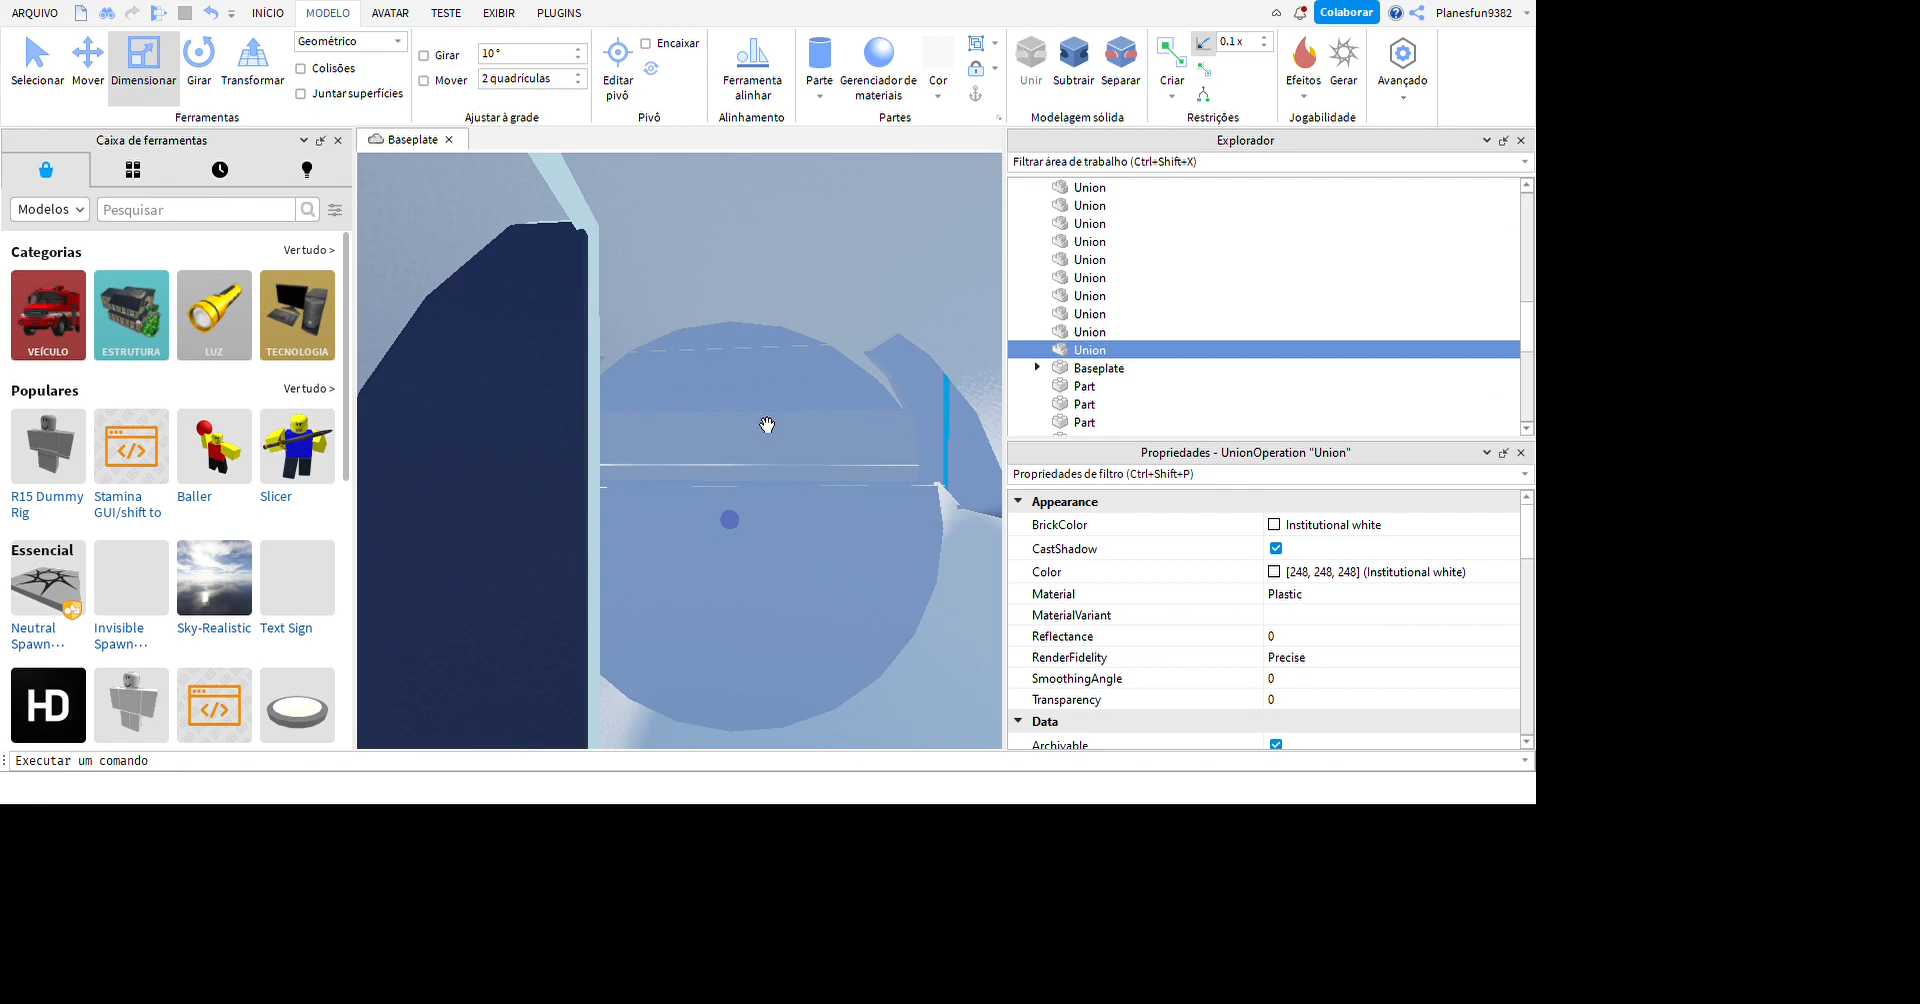 ARQUIVO
INÍCIO
MODELO
AVATAR
TESTE
EXIBIR
PLUGINS
Colaborar
Planesfun9382
Selecionar
Mover
Dimensionar
Girar
Transformar
Geométrico
Colisões
Juntar superfícies
Ferramentas
Girar
10 °
Mover
2 quadrículas
Ajustar à grade
Editar pivô
Encaixar
Pivô
Ferramenta alinhar
Alinhamento
Parte
Gerenciador de materiais
Cor
Partes
Unir
Subtrair
Separar
Modelagem sólida
Criar
0.1 x
Restrições
Efeitos
Gerar
Jogabilidade
Avançado
Caixa de ferramentas
Modelos
Pesquisar
Categorias
Ver tudo >
VEÍCULO
ESTRUTURA
LUZ
TECNOLOGIA
Populares
Ver tudo >
R15 Dummy Rig
Stamina GUI/shift to
Baller
Slicer
Essencial
Neutral Spawn...
Invisible Spawn...
Sky-Realistic
Text Sign
HD
Baseplate
Explorador
Filtrar área de trabalho (Ctrl+Shift+X)
Union
Union
Union
Union
Union
Union
Union
Union
Union
Union
Baseplate
Part
Part
Part
Propriedades - UnionOperation "Union"
Propriedades de filtro (Ctrl+Shift+P)
Appearance
BrickColor
Institutional white
CastShadow
Color
[248, 248, 248] (Institutional white)
Material
Plastic
MaterialVariant
Reflectance
0
RenderFidelity
Precise
SmoothingAngle
0
Transparency
0
Data
Archivable
Executar um comando